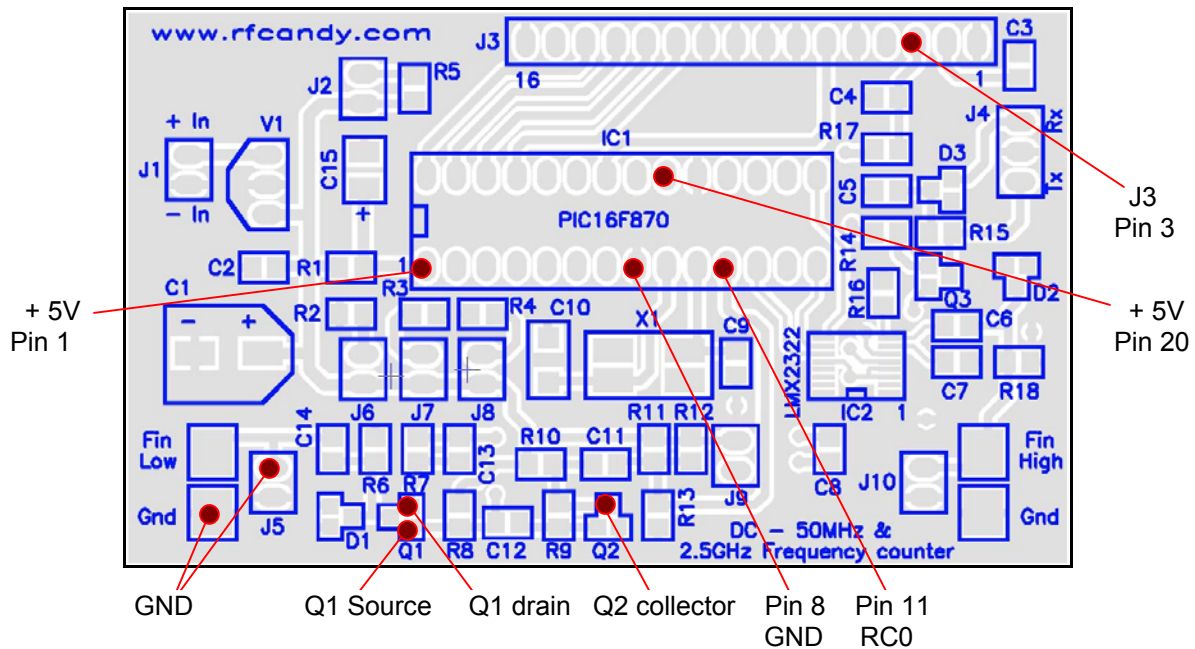 www.rfcandy.com
J3
16
1
C3
J2
R5
C4
J4
Rx
+ In
V1
IC1
R17
J1
C15
D3
Tx
- In
+
PIC16F870
C5
J3
Pin 3
C2
R1
1
R14
R15
C1
R3
R16
Q3
D2
- +
R2
R4
C10
X1
C9
C6
+ 5V
Pin 1
+ 5V
Pin 20
LMX2322
C7
R18
J6
J7
J8
IC2
1
C14
R11
R12
Fin
Low
R6
R7
C13
R10
C11
J9
C8
J10
Fin
High
Gnd
J5
D1
Q1
R8
C12
R9
Q2
R13
Gnd
DC - 50MHz &
2.5GHz Frequency counter
GND
Q1 Source
Q1 drain
Q2 collector
Pin 8
GND
Pin 11
RC0